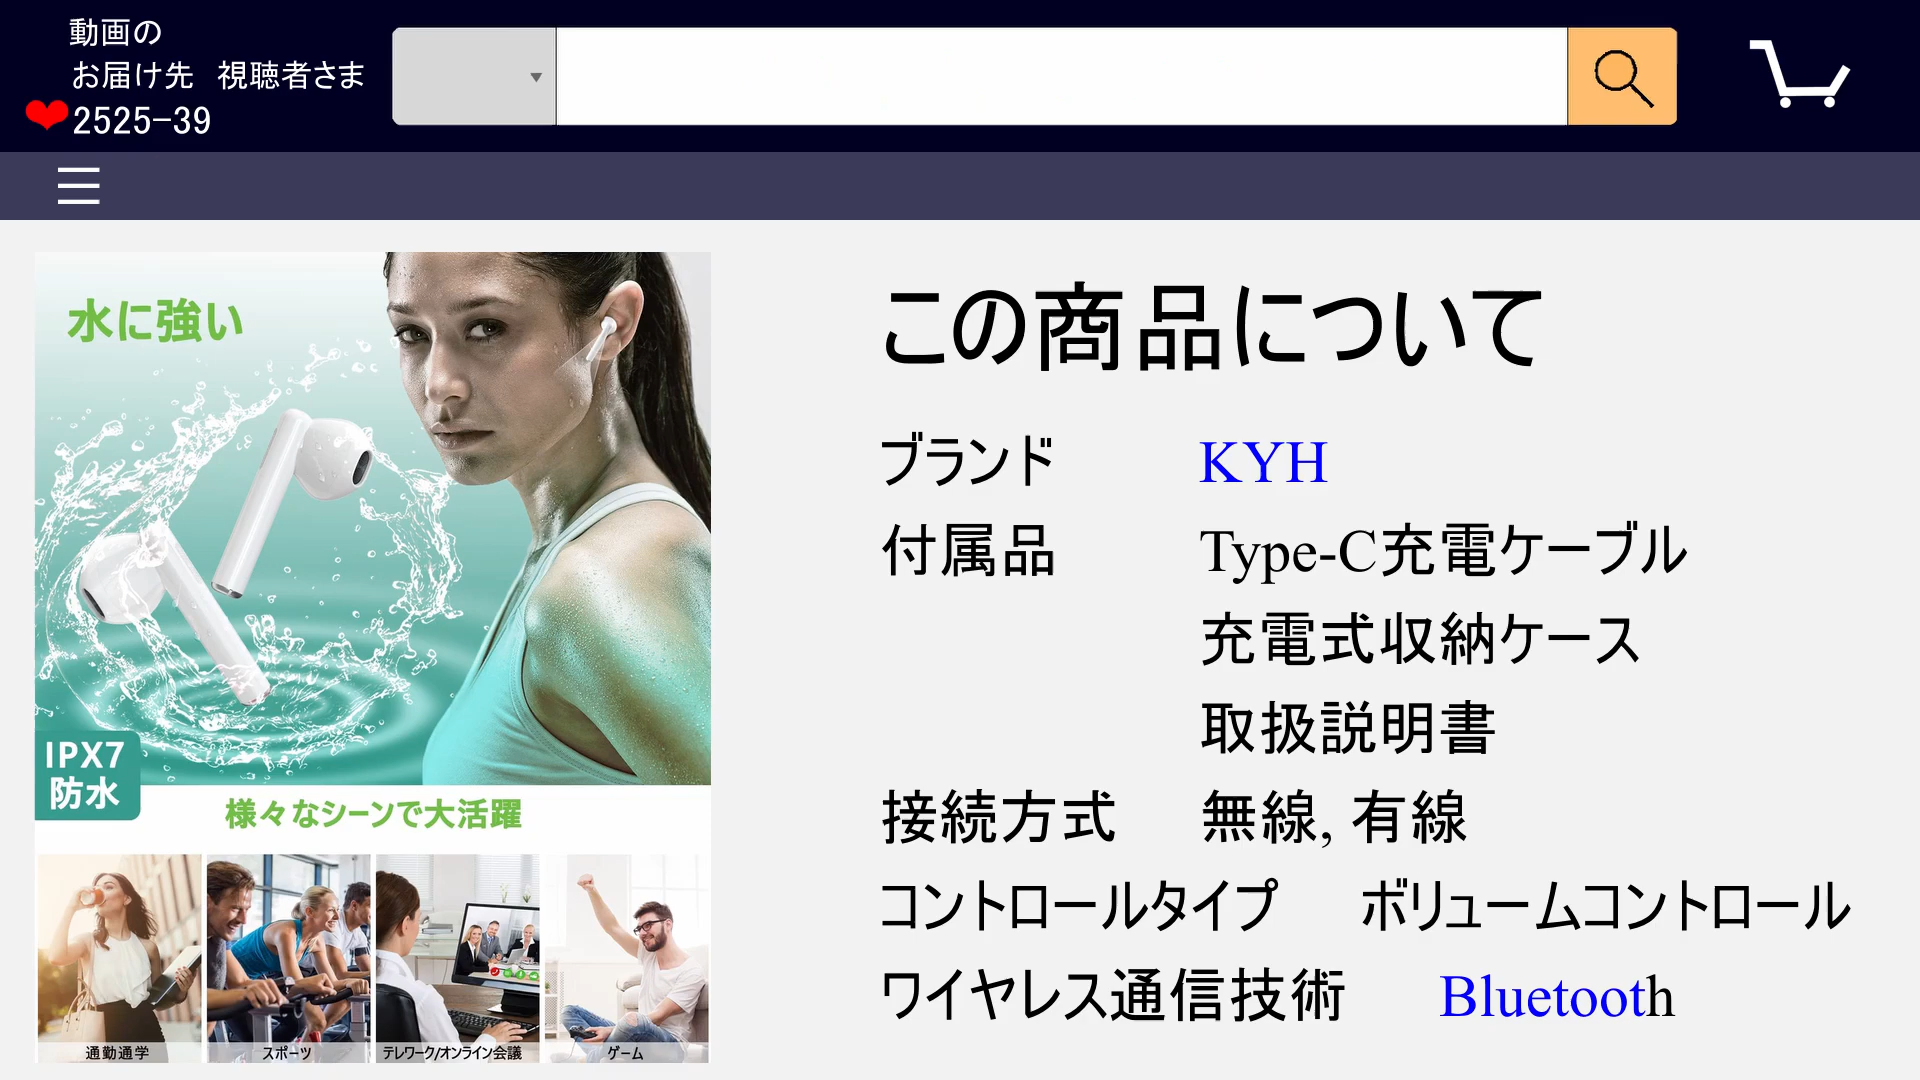 動画の
お届け先 視聴者さま
❤2525-39
水に強い
IPX7
防水
様々なシーンで大活躍
通勤通学
スポーツ
テレワーク/オンライン会議
ゲーム
この商品について
ブランド KYH
付属品 Type-C充電ケーブル
充電式収納ケース
取扱説明書
接続方式 無線, 有線
コントロールタイプ ボリュームコントロール
ワイヤレス通信技術 Bluetooth